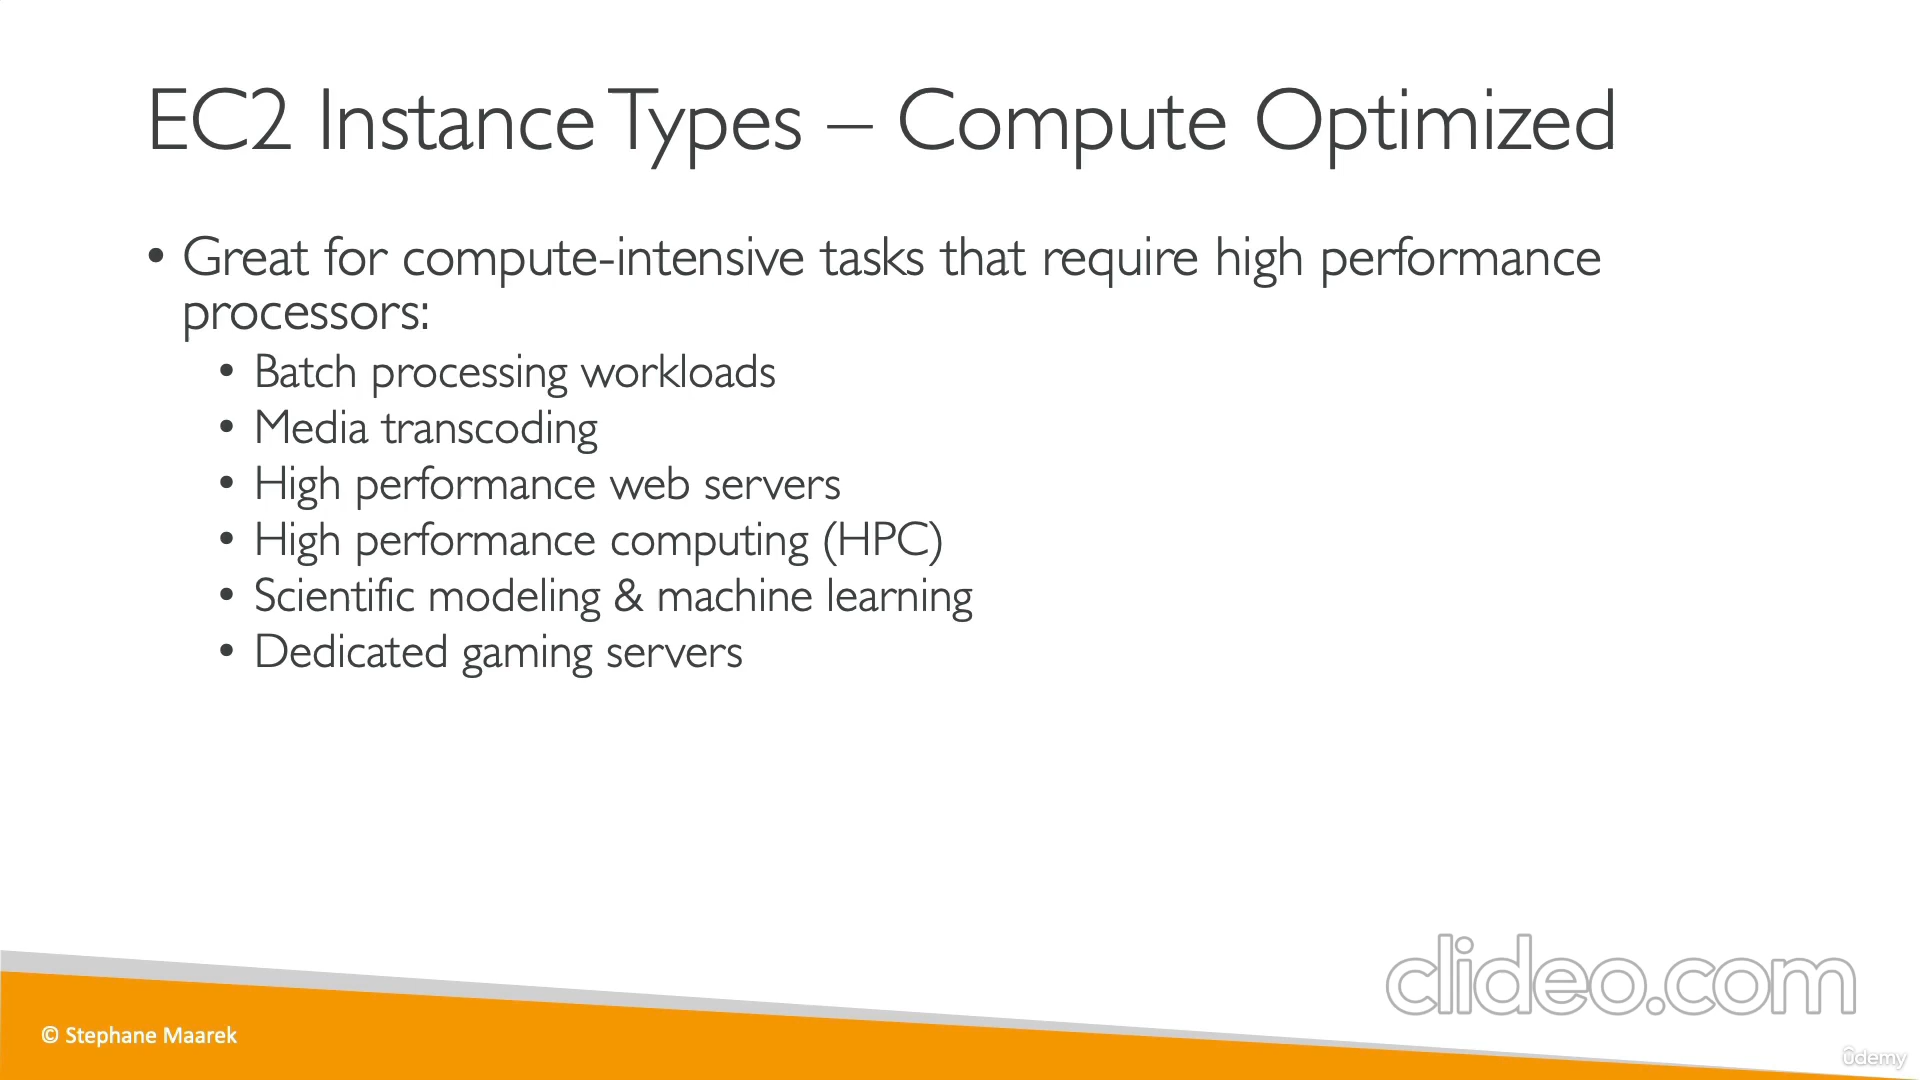 EC2 Instance Types – Compute Optimized
• Great for compute-intensive tasks that require high performance
processors:
• Batch processing workloads
• Media transcoding
• High performance web servers
• High performance computing (HPC)
• Scientific modeling & machine learning
• Dedicated gaming servers
clideo.com
© Stephane Maarek
ûdemy